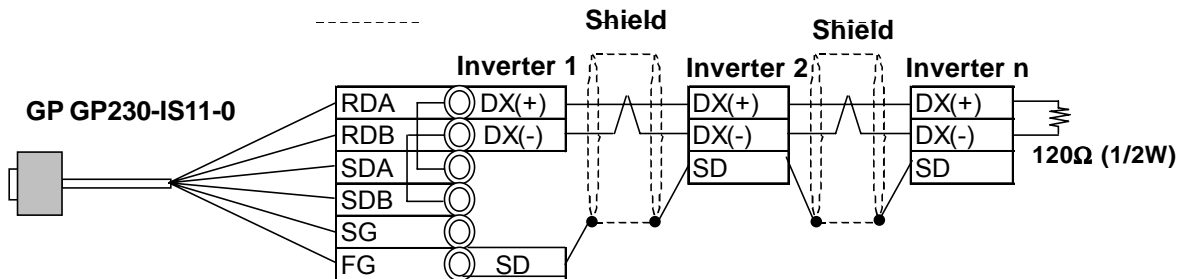 Shield
Shield
Inverter 1
Inverter 2
Inverter n
GP GP230-IS11-0
RDA
DX(+)
DX(+)
DX(+)
RDB
DX(-)
DX(-)
DX(-)
SDA
SD
SD
120Ω (1/2W)
SDB
SG
FG
SD